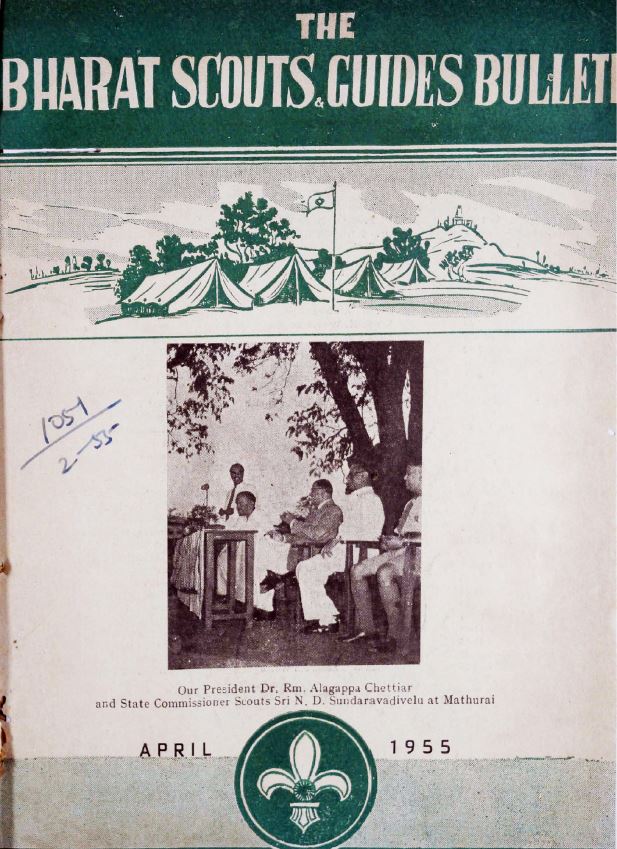 THE
BHARAT SCOUTS & GUIDES BULLETI
1051
2-55
Our President Dr. Rm. Alagappa Chettiar
and State Commissioner Scouts Sri N. D. Sundaravadivelu at Mathurai
APRIL 1955